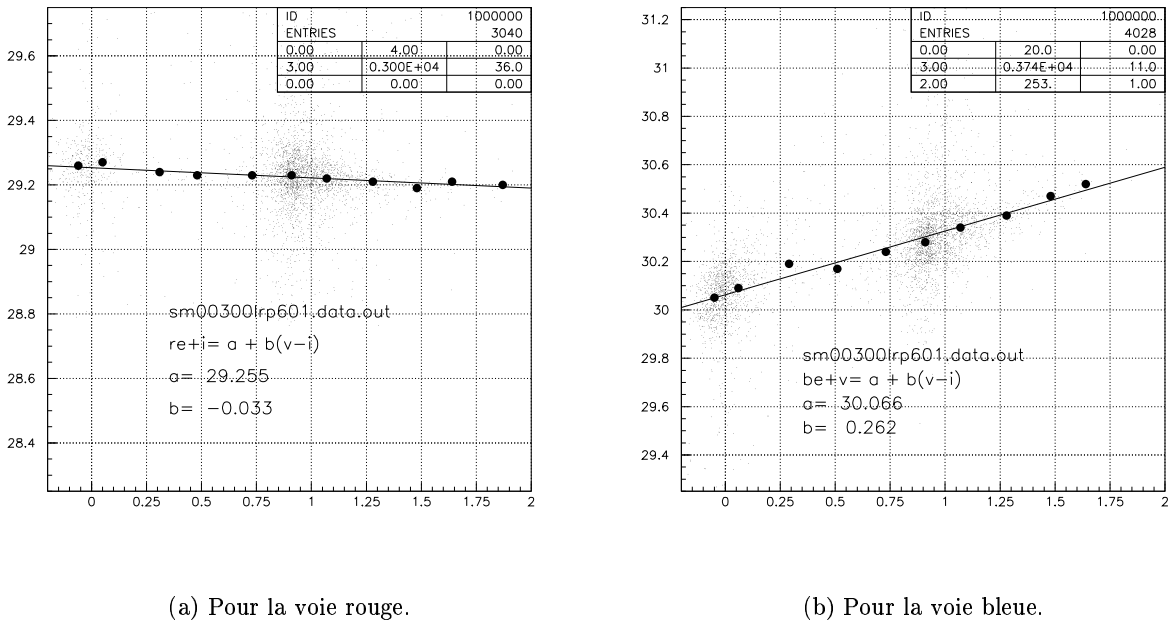 ID 1000000
ENTRIES 3040
0.00 4.00 0.00
3.00 0.300E+04 36.0
0.00 0.00 0.00
29.6
29.4
29.2
29
28.8
28.6
28.4
sm00300lrp601.data.out
re+i= a + b(v−i)
a= 29.255
b= −0.033
0 0.25 0.5 0.75 1 1.25 1.5 1.75 2
(a) Pour la voie rouge.
ID 1000000
ENTRIES 4028
0.00 20.0 0.00
3.00 0.374E+04 11.0
2.00 253. 1.00
31.2
31
30.8
30.6
30.4
30.2
30
29.8
29.6
29.4
sm00300lrp601.data.out
be+v= a + b(v−i)
a= 30.066
b= 0.262
0 0.25 0.5 0.75 1 1.25 1.5 1.75 2
(b) Pour la voie bleue.